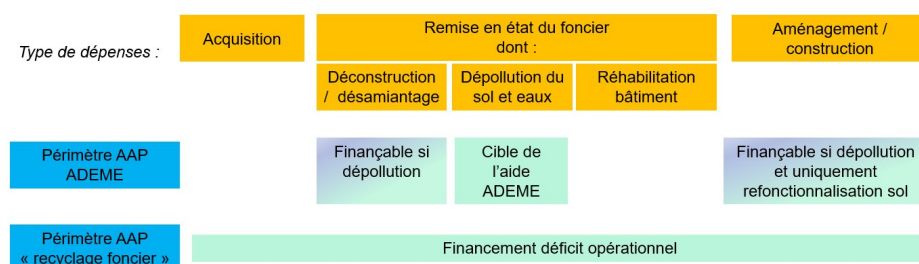 Type de dépenses :
Acquisition
Remise en état du foncier
dont :
Aménagement /
construction
Déconstruction
/ désamiantage
Dépollution du
sol et eaux
Réhabilitation
bâtiment
Périmètre AAP
ADEME
Finançable si
dépollution
Cible de
l'aide
ADEME
Finançable si dépollution
et uniquement
refonctionnalisation sol
Périmètre AAP
« recyclage foncier »
Financement déficit opérationnel